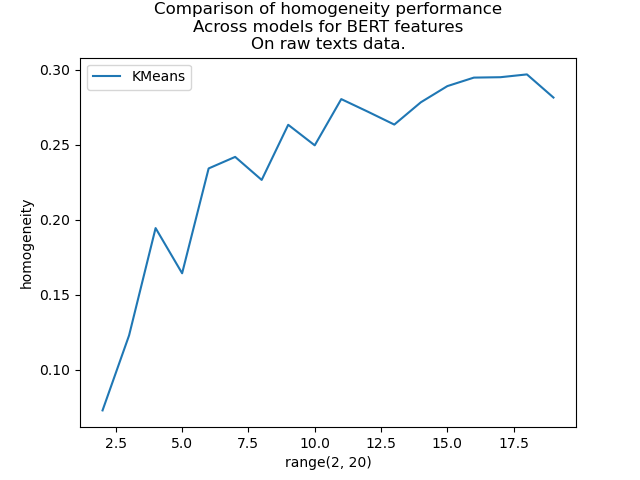 Comparison of homogeneity performance
Across models for BERT features
On raw texts data.
KMeans
0.30
0.25
0.20
0.15
0.10
homogeneity
2.5 5.0 7.5 10.0 12.5 15.0 17.5
range(2, 20)